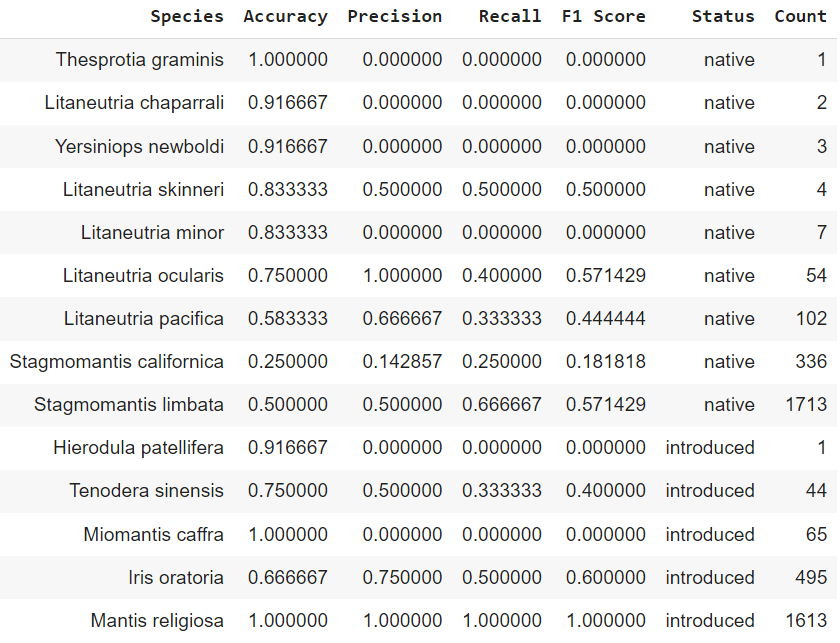 Species Accuracy Precision Recall F1 Score Status Count
Thesprotia graminis 1.000000 0.000000 0.000000 0.000000 native 1
Litaneutria chaparrali 0.916667 0.000000 0.000000 0.000000 native 2
Yersiniops newboldi 0.916667 0.000000 0.000000 0.000000 native 3
Litaneutria skinneri 0.833333 0.500000 0.500000 0.500000 native 4
Litaneutria minor 0.833333 0.000000 0.000000 0.000000 native 7
Litaneutria ocularis 0.750000 1.000000 0.400000 0.571429 native 54
Litaneutria pacifica 0.583333 0.666667 0.333333 0.444444 native 102
Stagmomantis californica 0.250000 0.142857 0.250000 0.181818 native 336
Stagmomantis limbata 0.500000 0.500000 0.666667 0.571429 native 1713
Hierodula patellifera 0.916667 0.000000 0.000000 0.000000 introduced 1
Tenodera sinensis 0.750000 0.500000 0.333333 0.400000 introduced 44
Miomantis caffra 1.000000 0.000000 0.000000 0.000000 introduced 65
Iris oratoria 0.666667 0.750000 0.500000 0.600000 introduced 495
Mantis religiosa 1.000000 1.000000 1.000000 1.000000 introduced 1613